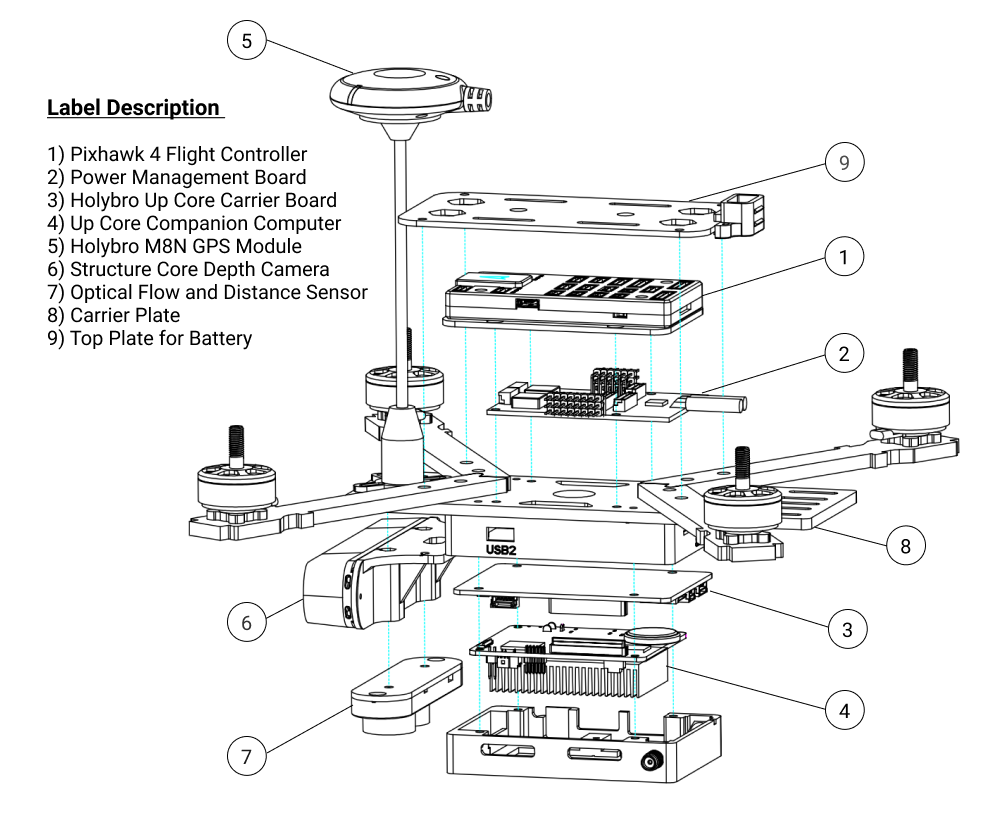 5
Label Description
1) Pixhawk 4 Flight Controller
2) Power Management Board
3) Holybro Up Core Carrier Board
4) Up Core Companion Computer
5) Holybro M8N GPS Module
6) Structure Core Depth Camera
7) Optical Flow and Distance Sensor
8) Carrier Plate
9) Top Plate for Battery
9
1
2
USB2
8
6
3
4
7